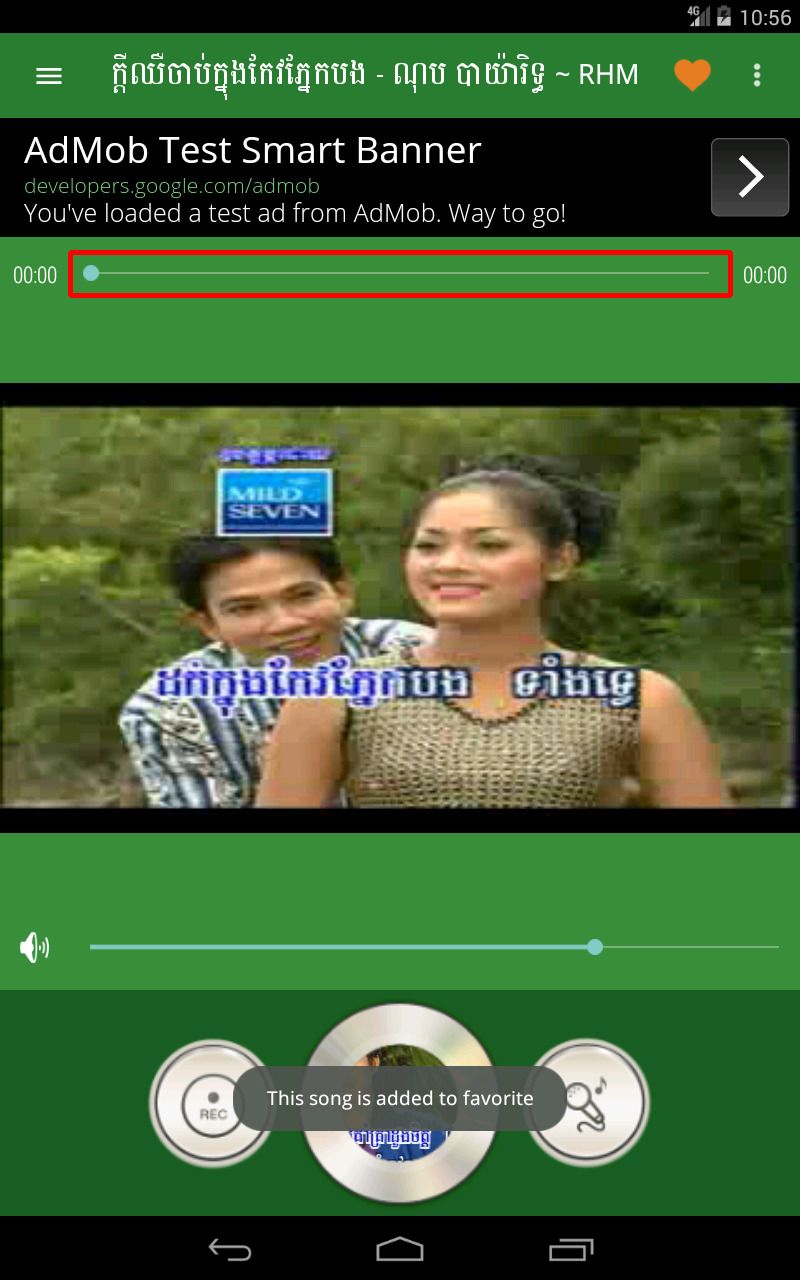 4G 10:56
ក្ដីឈឺចាប់ក្នុងកែវភ្នែកបង - ណុប បាយ៉ារិទ្ធ ~ RHM
AdMob Test Smart Banner
developers.google.com/admob
You've loaded a test ad from AdMob. Way to go!
00:00 00:00
MILD
SEVEN
ដក់ក្នុងកែវភ្នែកបង ទាំងទ្វេ
REC
This song is added to favorite